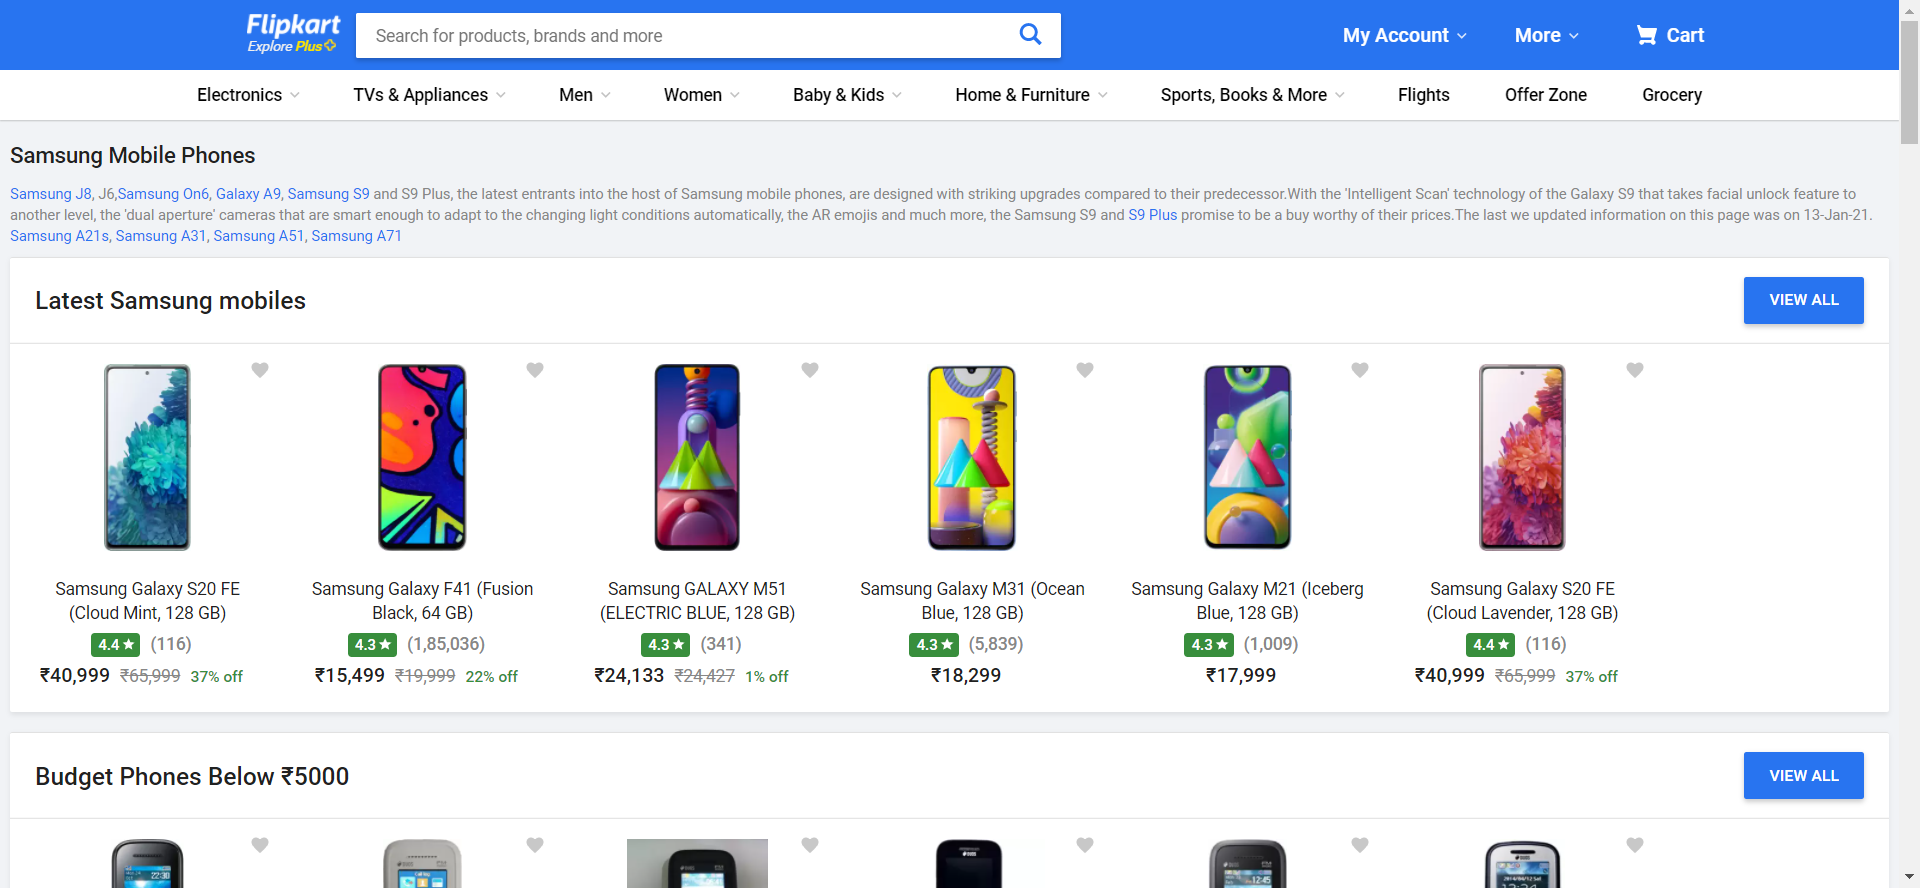 Flipkart
Explore Plus
Search for products, brands and more
My Account
More
Cart
Electronics
TVs & Appliances
Men
Women
Baby & Kids
Home & Furniture
Sports, Books & More
Flights
Offer Zone
Grocery
Samsung Mobile Phones
Samsung J8, J6,Samsung On6, Galaxy A9, Samsung S9 and S9 Plus, the latest entrants into the host of Samsung mobile phones, are designed with striking upgrades compared to their predecessor.With the 'Intelligent Scan' technology of the Galaxy S9 that takes facial unlock feature to
another level, the 'dual aperture' cameras that are smart enough to adapt to the changing light conditions automatically, the AR emojis and much more, the Samsung S9 and S9 Plus promise to be a buy worthy of their prices.The last we updated information on this page was on 13-Jan-21.
Samsung A21s, Samsung A31, Samsung A51, Samsung A71
Latest Samsung mobiles
VIEW ALL
Samsung Galaxy S20 FE
(Cloud Mint, 128 GB)
4.4 (116)
₹40,999 ₹65,999 37% off
Samsung Galaxy F41 (Fusion
Black, 64 GB)
4.3 (1,85,036)
₹15,499 ₹19,999 22% off
Samsung GALAXY M51
(ELECTRIC BLUE, 128 GB)
4.3 (341)
₹24,133 ₹24,427 1% off
Samsung Galaxy M31 (Ocean
Blue, 128 GB)
4.3 (5,839)
₹18,299
Samsung Galaxy M21 (Iceberg
Blue, 128 GB)
4.3 (1,009)
₹17,999
Samsung Galaxy S20 FE
(Cloud Lavender, 128 GB)
4.4 (116)
₹40,999 ₹65,999 37% off
Budget Phones Below ₹5000
VIEW ALL
22:30
12:45